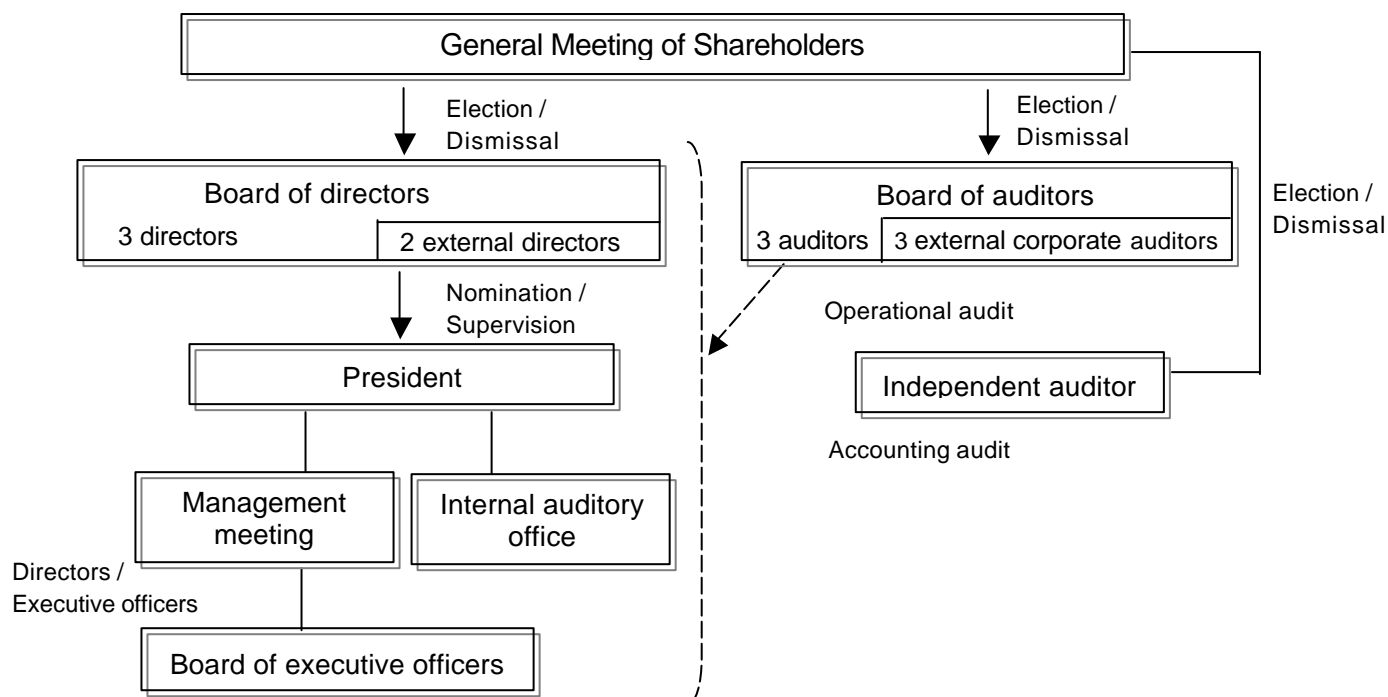 General Meeting of Shareholders
Election /
Dismissal
Election /
Dismissal
Election /
Dismissal
Board of directors
3 directors
2 external directors
Board of auditors
3 auditors
3 external corporate auditors
Nomination /
Supervision
Operational audit
President
Independent auditor
Accounting audit
Management
meeting
Internal auditory
office
Directors /
Executive officers
Board of executive officers